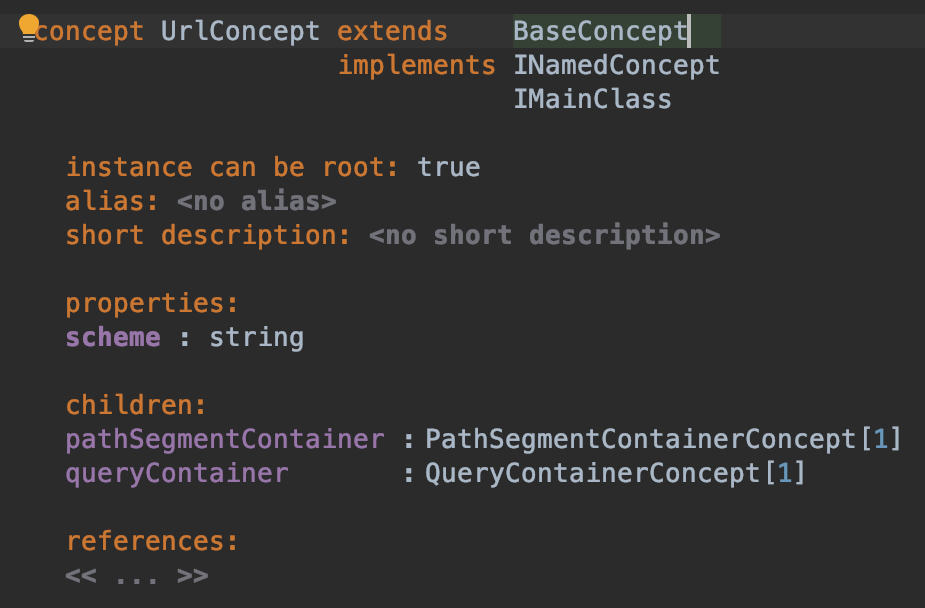 concept UrlConcept extends BaseConcept
implements INamedConcept
IMainClass
instance can be root: true
alias: <no alias>
short description: <no short description>
properties:
scheme : string
children:
pathSegmentContainer : PathSegmentContainerConcept[1]
queryContainer : QueryContainerConcept[1]
references:
<< ... >>